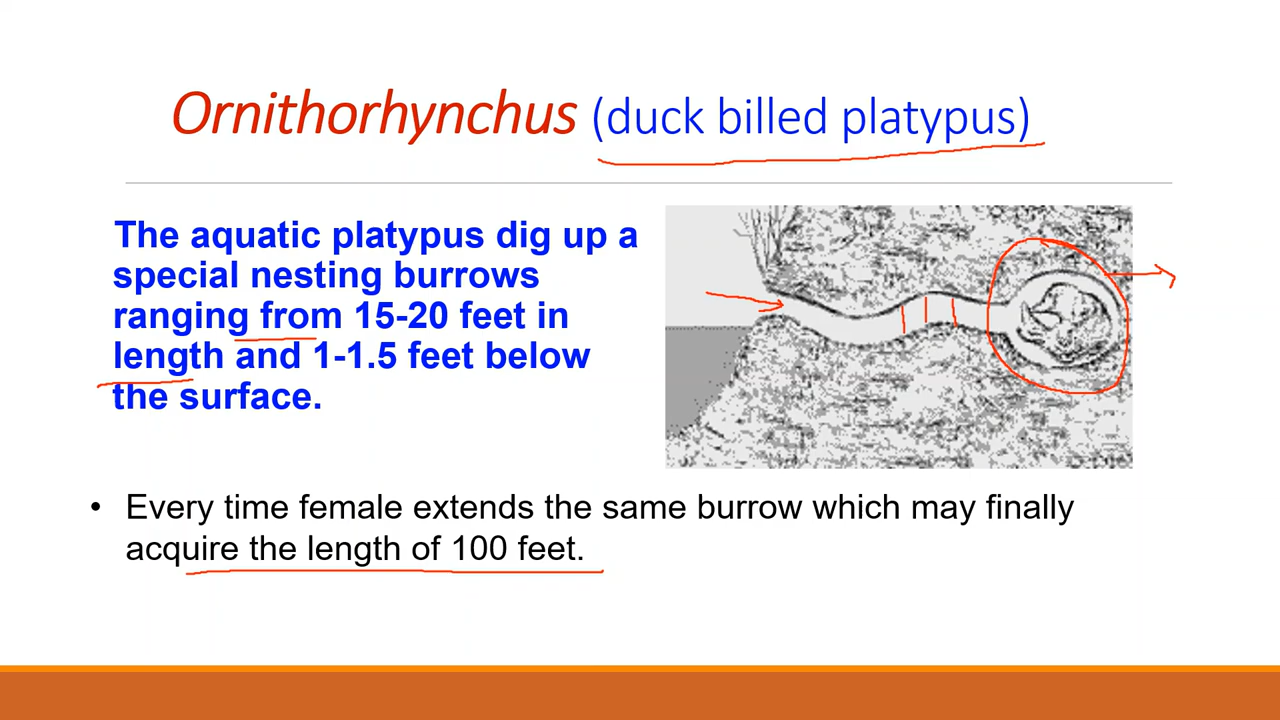 Ornithorhynchus (duck billed platypus)
The aquatic platypus dig up a
special nesting burrows
ranging from 15-20 feet in
length and 1-1.5 feet below
the surface.
• Every time female extends the same burrow which may finally
acquire the length of 100 feet.